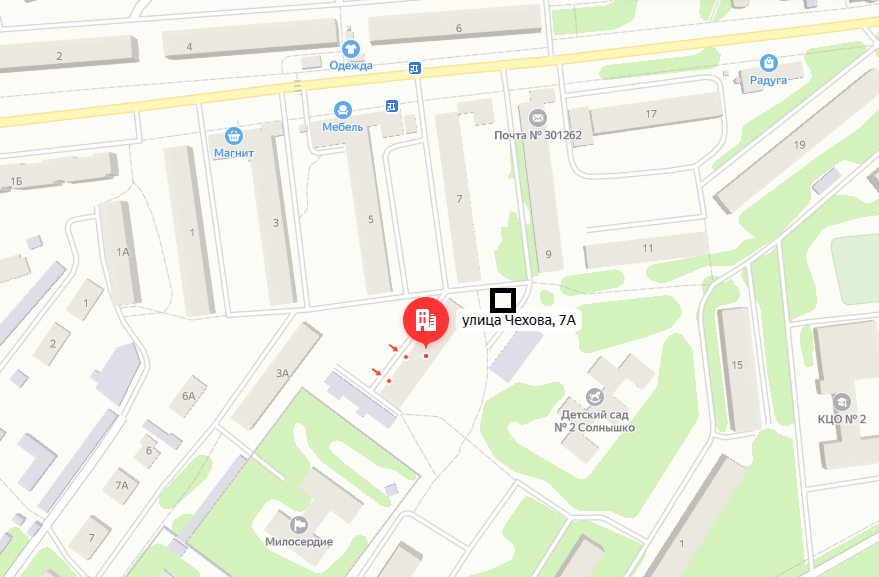 2
4
6
Одежда
Радуга
Мебель
17
Почта № 301262
Магнит
19
1Б
7
5
3
1
1А
9
11
1
улица Чехова, 7А
2
15
3А
6А
Детский сад
№ 2 Солнышко
КЦО № 2
6
7А
7
Милосердие
1